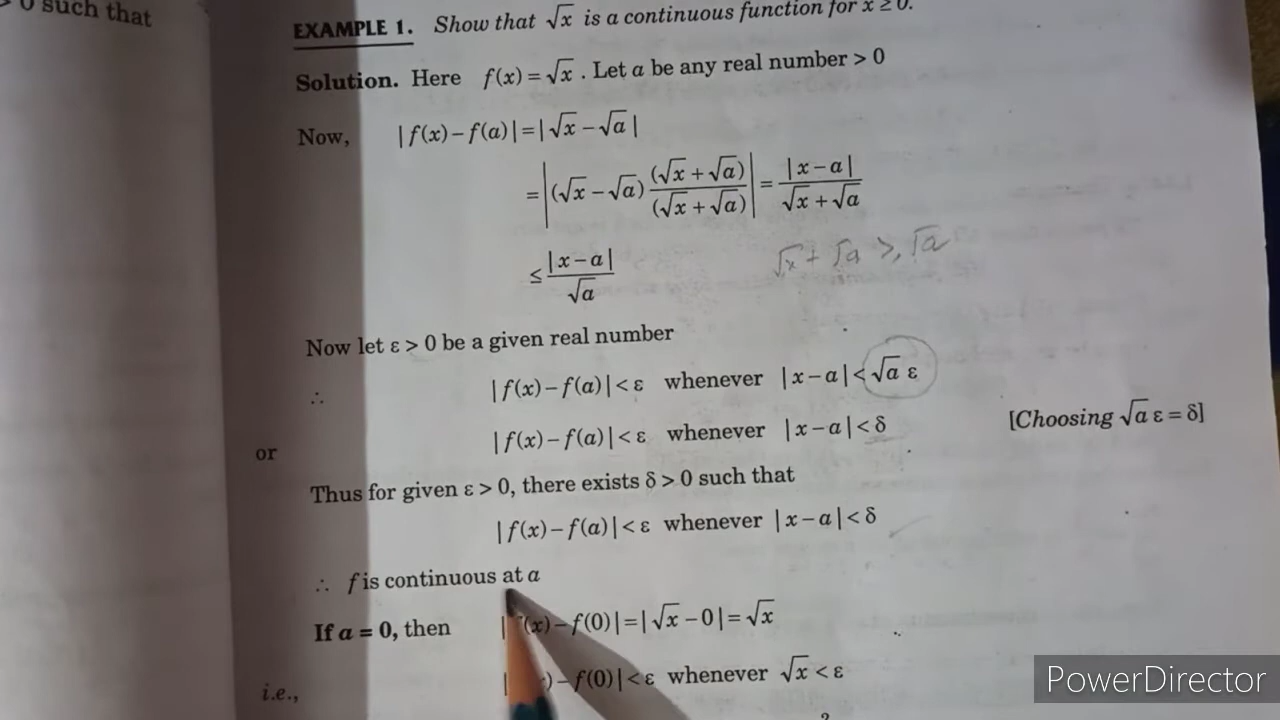 > 0 such that
EXAMPLE 1. Show that √x is a continuous function for x ≥ 0.
Solution. Here f(x) = √x . Let a be any real number > 0
Now, | f(x) – f(a) | = | √x – √a |
= | (√x – √a) (√x + √a) / (√x + √a) | = | x – a | / √x + √a
≤ | x – a | / √a
√x + √a ≥ √a
Now let ε > 0 be a given real number
∴ | f(x) – f(a) | < ε whenever | x – a | < √a ε
or | f(x) – f(a) | < ε whenever | x – a | < δ [Choosing √a ε = δ]
Thus for given ε > 0, there exists δ > 0 such that
| f(x) – f(a) | < ε whenever | x – a | < δ
∴ f is continuous at a
If a = 0, then | (x) – f(0) | = | √x – 0 | = √x
i.e., | ) – f(0) | < ε whenever √x < ε
2
PowerDirector